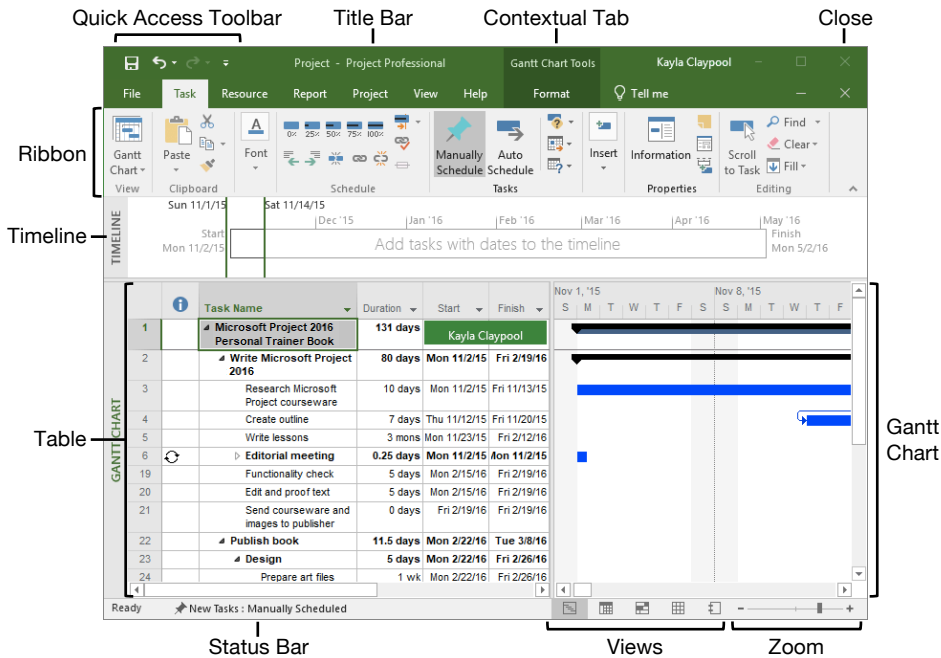 Quick Access Toolbar Title Bar Contextual Tab Close
Project - Project Professional Gantt Chart Tools Kayla Claypool
File Task Resource Report Project View Help Format Tell me
Ribbon
0% 25% 50% 75% 100%
Gantt Chart
Paste
Font
Manually Schedule
Auto Schedule
Insert
Information
Scroll to Task
Find
Clear
Fill
View Clipboard Schedule Tasks Properties Editing
Timeline
TIMELINE
Sun 11/1/15 Sat 11/14/15
Dec '15 Jan '16 Feb '16 Mar '16 Apr '16 May '16
Start
Mon 11/2/15
Add tasks with dates to the timeline
Finish
Mon 5/2/16
Table
GANTT CHART
Task Name Duration Start Finish
Nov 1, '15 Nov 8, '15
S M T W T F S S M T W T F
1 Microsoft Project 2016 131 days Kayla Claypool
Personal Trainer Book
2 Write Microsoft Project 80 days Mon 11/2/15 Fri 2/19/16
2016
3 Research Microsoft 10 days Mon 11/2/15 Fri 11/13/15
Project courseware
4 Create outline 7 days Thu 11/12/15 Fri 11/20/15
5 Write lessons 3 mons Mon 11/23/15 Fri 2/12/16
6 Editorial meeting 0.25 days Mon 11/2/15 Mon 11/2/15
19 Functionality check 5 days Mon 2/15/16 Fri 2/19/16
20 Edit and proof text 5 days Mon 2/15/16 Fri 2/19/16
21 Send courseware and 0 days Fri 2/19/16 Fri 2/19/16
images to publisher
22 Publish book 11.5 days Mon 2/22/16 Tue 3/8/16
23 Design 5 days Mon 2/22/16 Fri 2/26/16
24 Prepare art files 1 wk Mon 2/22/16 Fri 2/26/16
Gantt
Chart
Ready New Tasks : Manually Scheduled
Status Bar Views Zoom